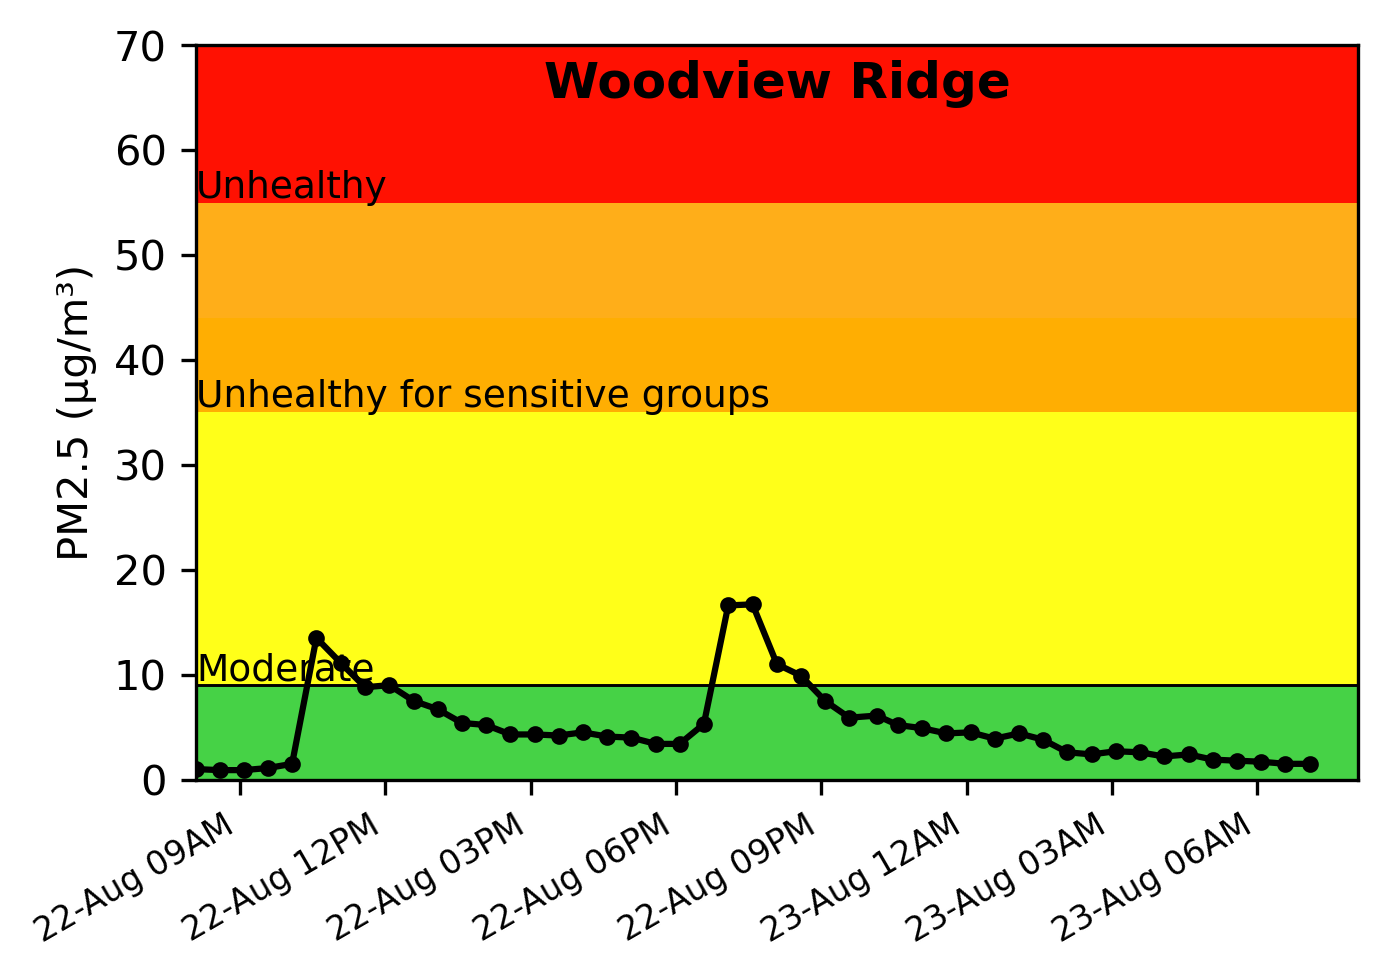 Woodview Ridge
PM2.5 (µg/m³)
70
60
50
40
30
20
10
0
Unhealthy
Unhealthy for sensitive groups
Moderate
22-Aug 09AM
22-Aug 12PM
22-Aug 03PM
22-Aug 06PM
22-Aug 09PM
23-Aug 12AM
23-Aug 03AM
23-Aug 06AM